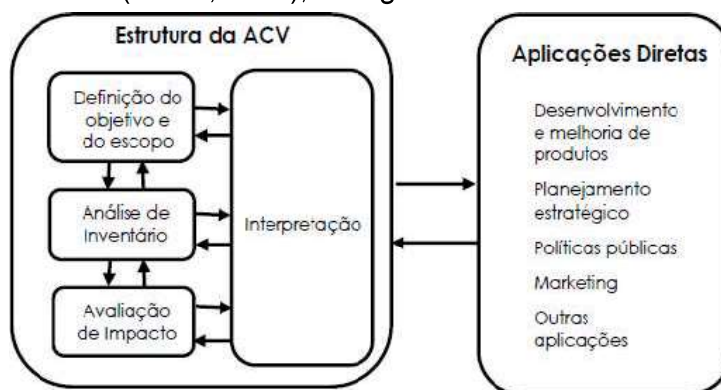 Estrutura da ACV
Definição do
objetivo e
do escopo
Análise de
Inventário
Avaliação
de Impacto
Interpretação
Aplicações Diretas
Desenvolvimento
e melhoria de
produtos
Planejamento
estratégico
Políticas públicas
Marketing
Outras
aplicações